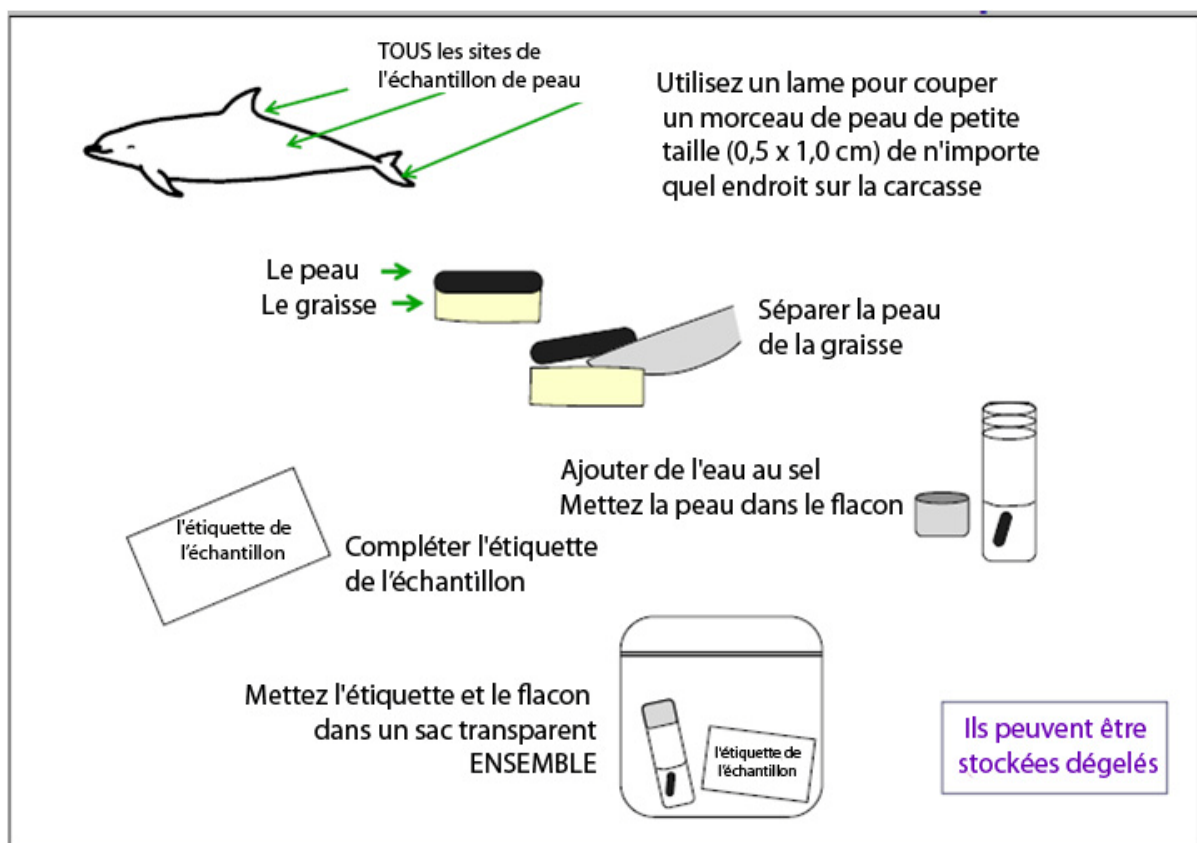 TOUS les sites de
l'échantillon de peau
Utilisez un lame pour couper
un morceau de peau de petite
taille (0,5 x 1,0 cm) de n'importe
quel endroit sur la carcasse
Le peau
Le graisse
Séparer la peau
de la graisse
Ajouter de l'eau au sel
Mettez la peau dans le flacon
l'étiquette de
l'échantillon
Compléter l'étiquette
de l'échantillon
Mettez l'étiquette et le flacon
dans un sac transparent
ENSEMBLE
l'étiquette de
l'échantillon
Ils peuvent être
stockées dégelés